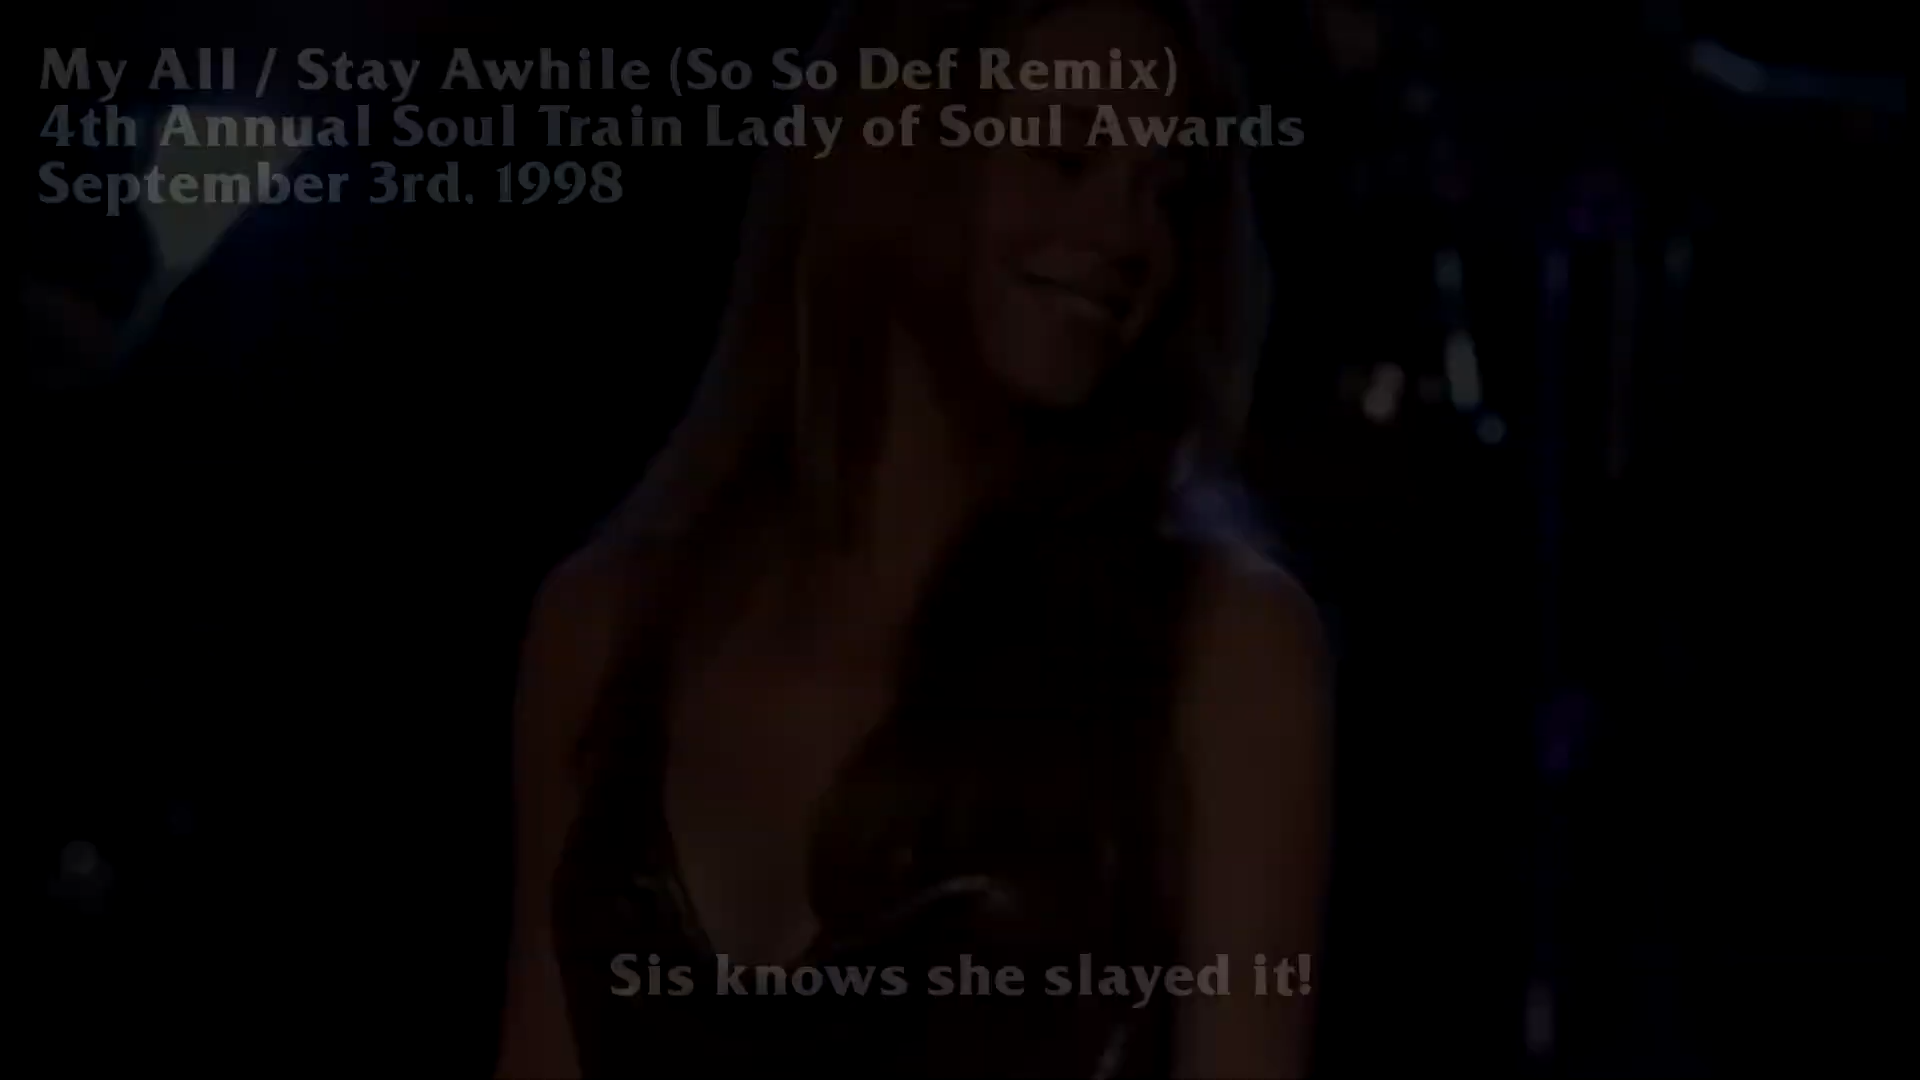 My All / Stay Awhile (So So Def Remix)
4th Annual Soul Train Lady of Soul Awards
September 3rd, 1998
Sis knows she slayed it!